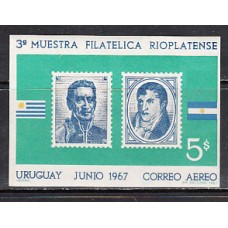 3ª MUESTRA FILATELICA RIOPLATENSE
5$
URUGUAY JUNIO 1967 CORREO AEREO